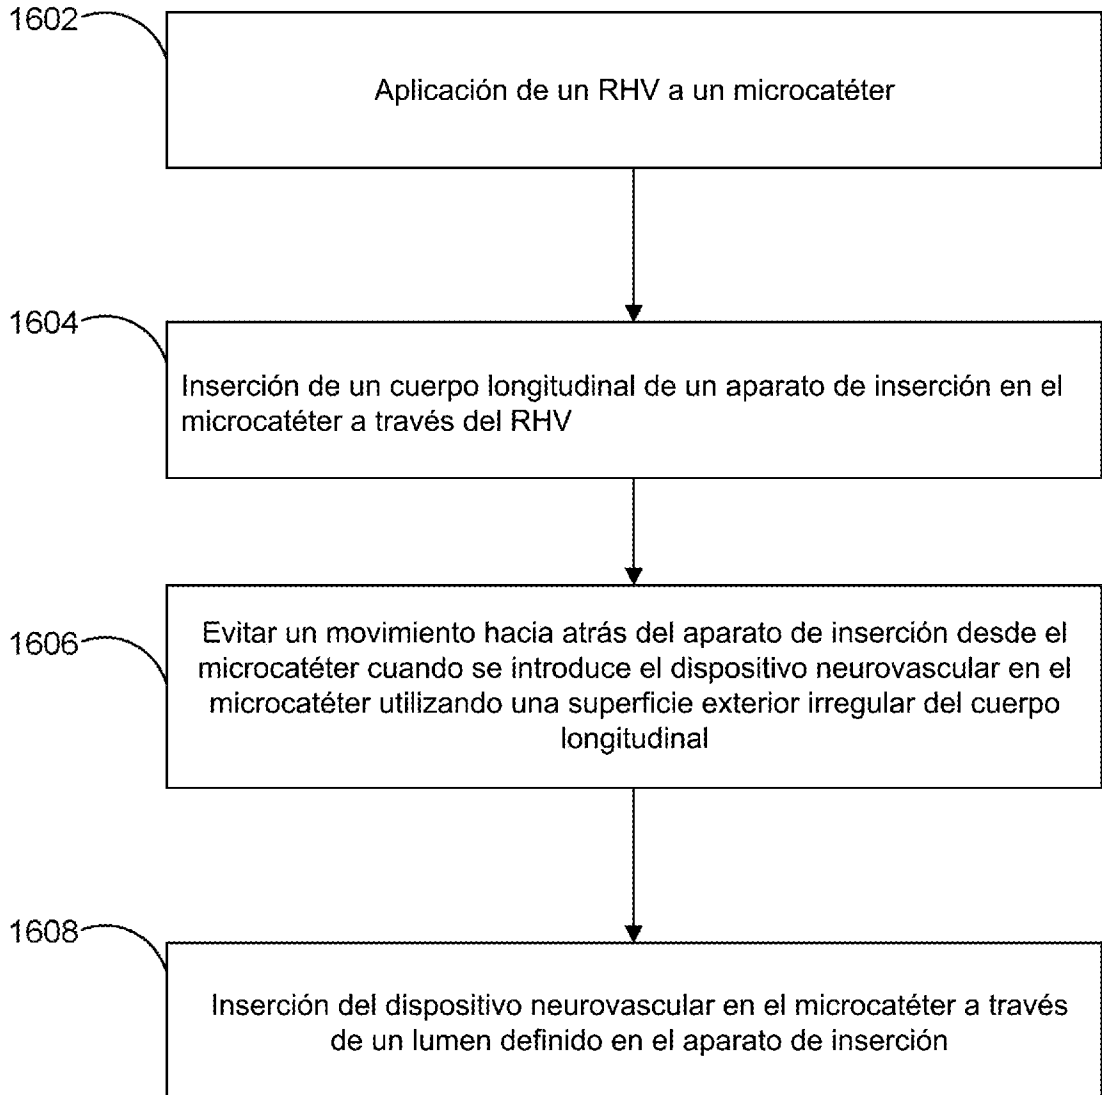 1602
Aplicación de un RHV a un microcatéter
1604
Inserción de un cuerpo longitudinal de un aparato de inserción en el
microcatéter a través del RHV
1606
Evitar un movimiento hacia atrás del aparato de inserción desde el
microcatéter cuando se introduce el dispositivo neurovascular en el
microcatéter utilizando una superficie exterior irregular del cuerpo
longitudinal
1608
Inserción del dispositivo neurovascular en el microcatéter a través
de un lumen definido en el aparato de inserción